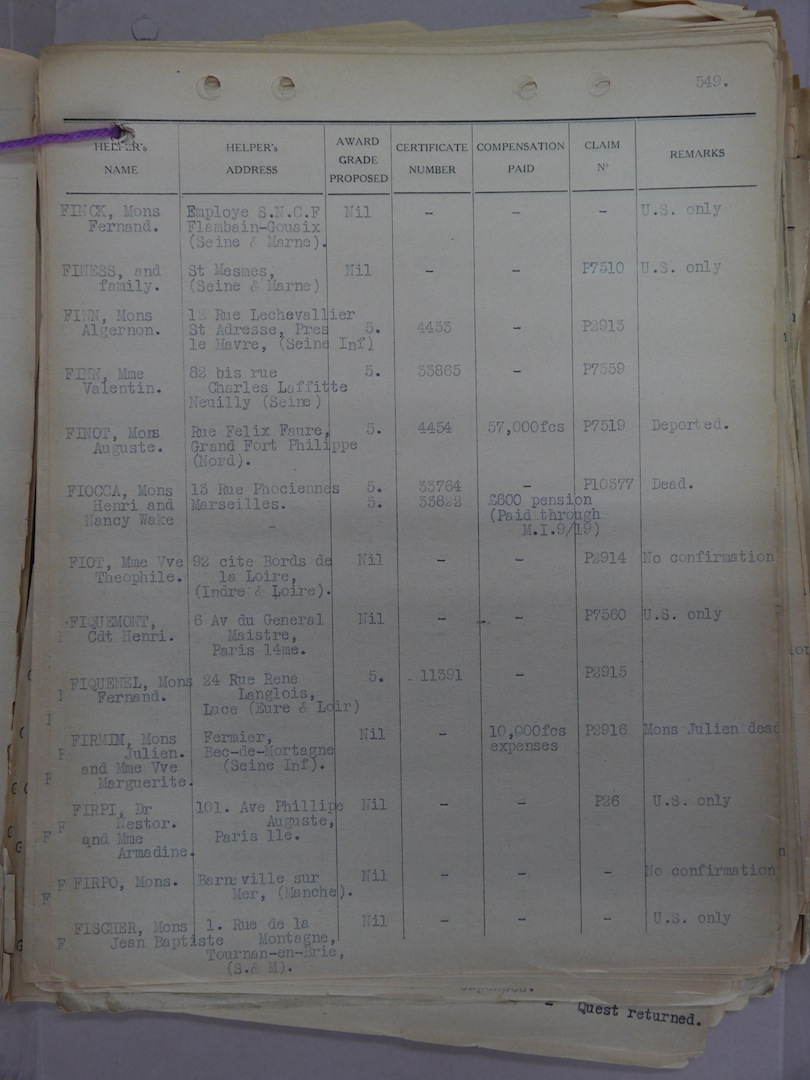 549.
HELPER's NAME HELPER's ADDRESS AWARD GRADE PROPOSED CERTIFICATE NUMBER COMPENSATION PAID CLAIM Nº REMARKS
FINCK, Mons Employe S.N.C.F Nil - - - U.S. only
Fernand. Flambain-Gouaix
(Seine & Marne).
FINESS, and St Mesmes, Nil - - P7510 U.S. only
family. (Seine & Marne)
FINN, Mons Rue Lechevallier
Algernon. St Adresse, Pres 5. 4453 - P2913
le Havre, (Seine Inf)
FINN, Mme 82 bis rue 5. 33865 - P7559
Valentin. Charles Laffitte
Neuilly (Seine)
FINOT, Mons Rue Felix Faure, 5. 4454 57,000fcs P7519 Deported.
Auguste. Grand Fort Philippe
(Nord).
FIOCCA, Mons 13 Rue Phociennes 5. 33764 - P10377 Dead.
Henri and Marseilles. 5. 33822 £600 pension
Nancy Wake - (Paid through
M.I.9/19)
FIOT, Mme Vve 92 cite Bords de Nil - - P2914 No confirmation
Theophile. la Loire,
(Indre & Loire).
FIQUEMONT, 6 Av du General Nil - - P7560 U.S. only
Cdt Henri. Maistre,
Paris 14me.
FIQUENEL, Mons 24 Rue Rene 5. 11391 - P2915
Fernand. Langlois,
Luce (Eure & Loir)
FIRMIN, Mons Fermier, Nil - 10,000fcs P2916 Mons Julien dead
Julien. Bec-de-Mortagne expenses
and Mme Vve (Seine Inf).
Marguerite.
FIRPI, Dr 101. Ave Phillipe Nil - - P26 U.S. only
Nestor. Auguste,
and Mme Paris 11e.
Armadine.
FIRPO, Mons. Barneville sur Nil - - - No confirmation
Mer, (Manche).
FISCHER, Mons 1. Rue de la Nil - - - U.S. only
Jean Baptiste Montagne,
Tournan-en-Brie,
(S.& M).
- Quest returned.